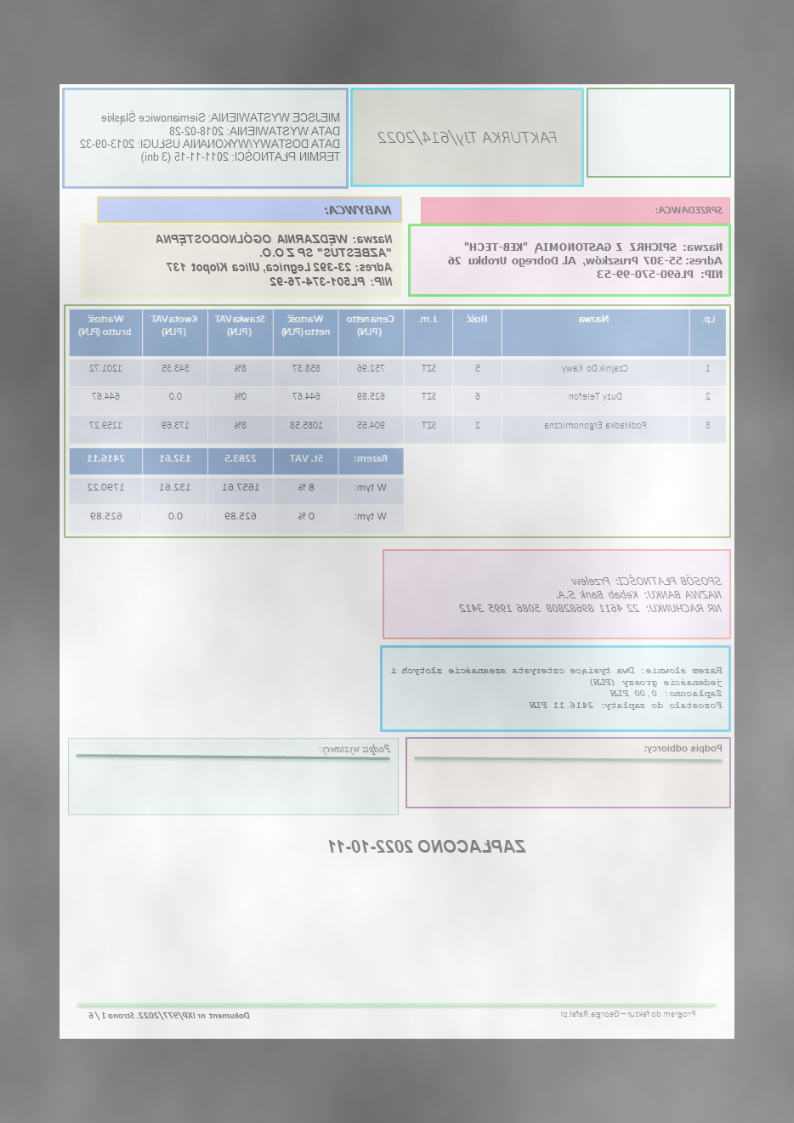 FAKTURKA Tly/614/2022
MIEJSCE WYSTAWIENIA: Siemianowice Śląskie
DATA WYSTAWIENIA: 2018-02-28
DATA DOSTAWY/WYKONANIA USŁUGI: 2013-09-32
TERMIN PŁATNOŚCI: 2011-11-15 (3 dni)
SPRZEDAWCA:
Nazwa: SPICHRZ Z GASTONOMIĄ "KEB-TECH"
Adres: 55-307 Pruszków, AL Dobrego Urobku 26
NIP: PL690-570-99-53
NABYWCA:
Nazwa: WĘDZARNIA OGÓLNODOSTĘPNA
"AZBESTUS" SP Z O.O.
Adres: 23-392 Legnica, Ulica Kłopot 137
NIP: PL501-374-76-92
Lp. Nazwa Ilość J.m. Cena netto (PLN) Wartość netto (PLN) Stawka VAT (PLN) Kwota VAT (PLN) Wartość brutto (PLN)
1 Czajnik Do Kawy 5 SZT 752.96 858.37 8% 343.35 1201.72
2 Duży Telefon 6 SZT 625.89 644.67 0% 0.0 644.67
3 Podkładka Ergonomiczna 2 SZT 904.65 1085.58 8% 173.69 1259.27
Razem: St. VAT 2283.5 132.61 2416.11
W tym: 8 % 1657.61 132.61 1790.22
W tym: 0 % 625.89 0.0 625.89
SPOSÓB PŁATNOŚCI: Przelew
NAZWA BANKU: Kebab Bank S.A.
NR RACHUNKU: 22 4611 89682808 5086 1995 3412
Razem słownie: Dwa tysiące czterysta szesnaście złotych i
jedenaście groszy (PLN)
Zapłacono: 0,00 PLN
Pozostało do zapłaty: 2416.11 PLN
Podpis odbiorcy:
Podpis wystawcy:
ZAPŁACONO 2022-10-11
Program do faktur – Georgia.Rafał.pl
Dokument nr IXP/977/2022. Strona 1 / 6